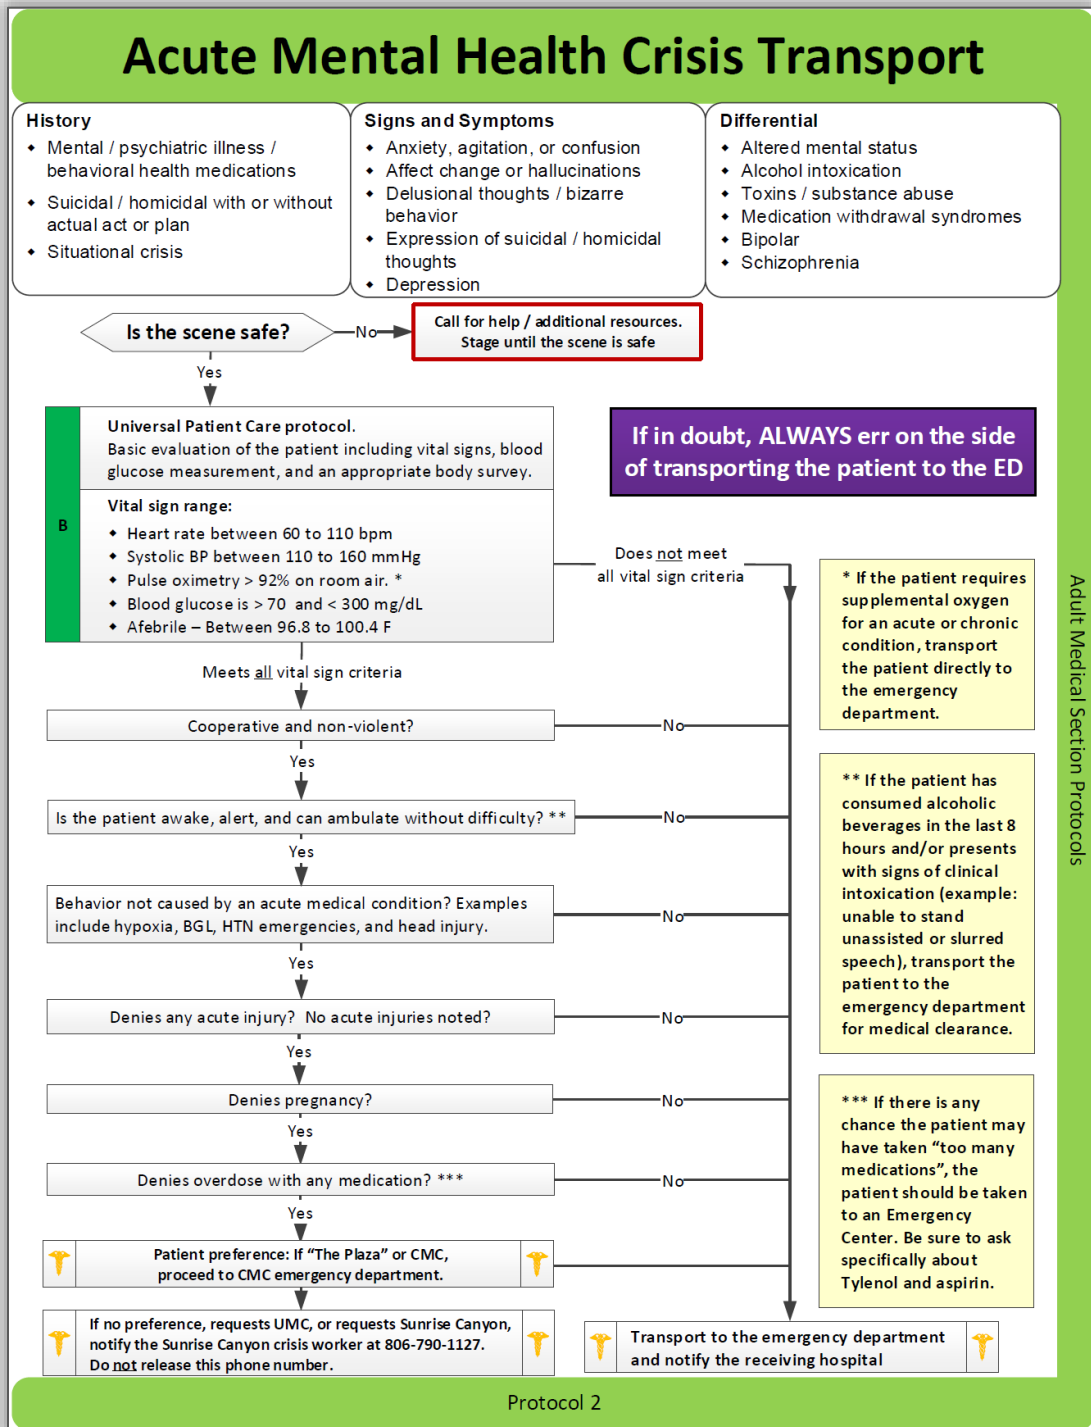 Acute Mental Health Crisis Transport
History
◆ Mental / psychiatric illness /
behavioral health medications
◆ Suicidal / homicidal with or without
actual act or plan
◆ Situational crisis
Signs and Symptoms
◆ Anxiety, agitation, or confusion
◆ Affect change or hallucinations
◆ Delusional thoughts / bizarre
behavior
◆ Expression of suicidal / homicidal
thoughts
◆ Depression
Differential
◆ Altered mental status
◆ Alcohol intoxication
◆ Toxins / substance abuse
◆ Medication withdrawal syndromes
◆ Bipolar
◆ Schizophrenia
Is the scene safe?
No
Call for help / additional resources.
Stage until the scene is safe
Yes
B
Universal Patient Care protocol.
Basic evaluation of the patient including vital signs, blood
glucose measurement, and an appropriate body survey.
Vital sign range:
◆ Heart rate between 60 to 110 bpm
◆ Systolic BP between 110 to 160 mmHg
◆ Pulse oximetry > 92% on room air. *
◆ Blood glucose is > 70 and < 300 mg/dL
◆ Afebrile – Between 96.8 to 100.4 F
If in doubt, ALWAYS err on the side
of transporting the patient to the ED
Does not meet
all vital sign criteria
Meets all vital sign criteria
Cooperative and non-violent?
No
Yes
Is the patient awake, alert, and can ambulate without difficulty? **
No
Yes
Behavior not caused by an acute medical condition? Examples
include hypoxia, BGL, HTN emergencies, and head injury.
No
Yes
Denies any acute injury? No acute injuries noted?
No
Yes
Denies pregnancy?
No
Yes
Denies overdose with any medication? ***
No
Yes
Patient preference: If “The Plaza” or CMC,
proceed to CMC emergency department.
If no preference, requests UMC, or requests Sunrise Canyon,
notify the Sunrise Canyon crisis worker at 806-790-1127.
Do not release this phone number.
Transport to the emergency department
and notify the receiving hospital
* If the patient requires
supplemental oxygen
for an acute or chronic
condition, transport
the patient directly to
the emergency
department.
** If the patient has
consumed alcoholic
beverages in the last 8
hours and/or presents
with signs of clinical
intoxication (example:
unable to stand
unassisted or slurred
speech), transport the
patient to the
emergency department
for medical clearance.
*** If there is any
chance the patient may
have taken “too many
medications”, the
patient should be taken
to an Emergency
Center. Be sure to ask
specifically about
Tylenol and aspirin.
Adult Medical Section Protocols
Protocol 2